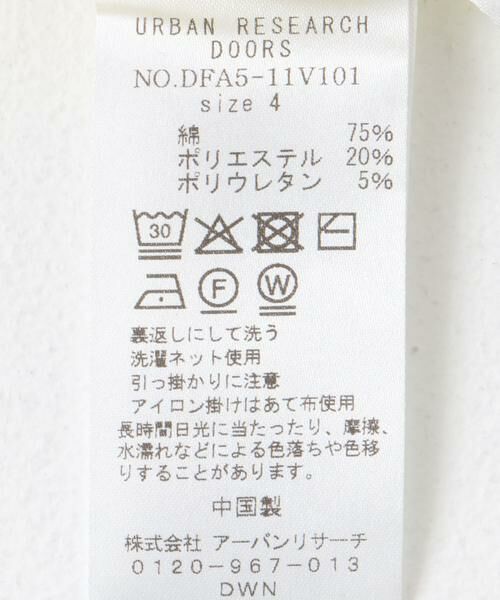 URBAN RESEARCH
DOORS
NO.DFA5-11V101
size 4
綿 75%
ポリエステル 20%
ポリウレタン 5%
30
F
W
裏返しにして洗う
洗濯ネット使用
引っ掛かりに注意
アイロン掛けはあて布使用
長時間日光に当たったり、摩擦、
水濡れなどによる色落ちや色移
りすることがあります。
中国製
株式会社 アーバンリサーチ
0120-967-013
DWN